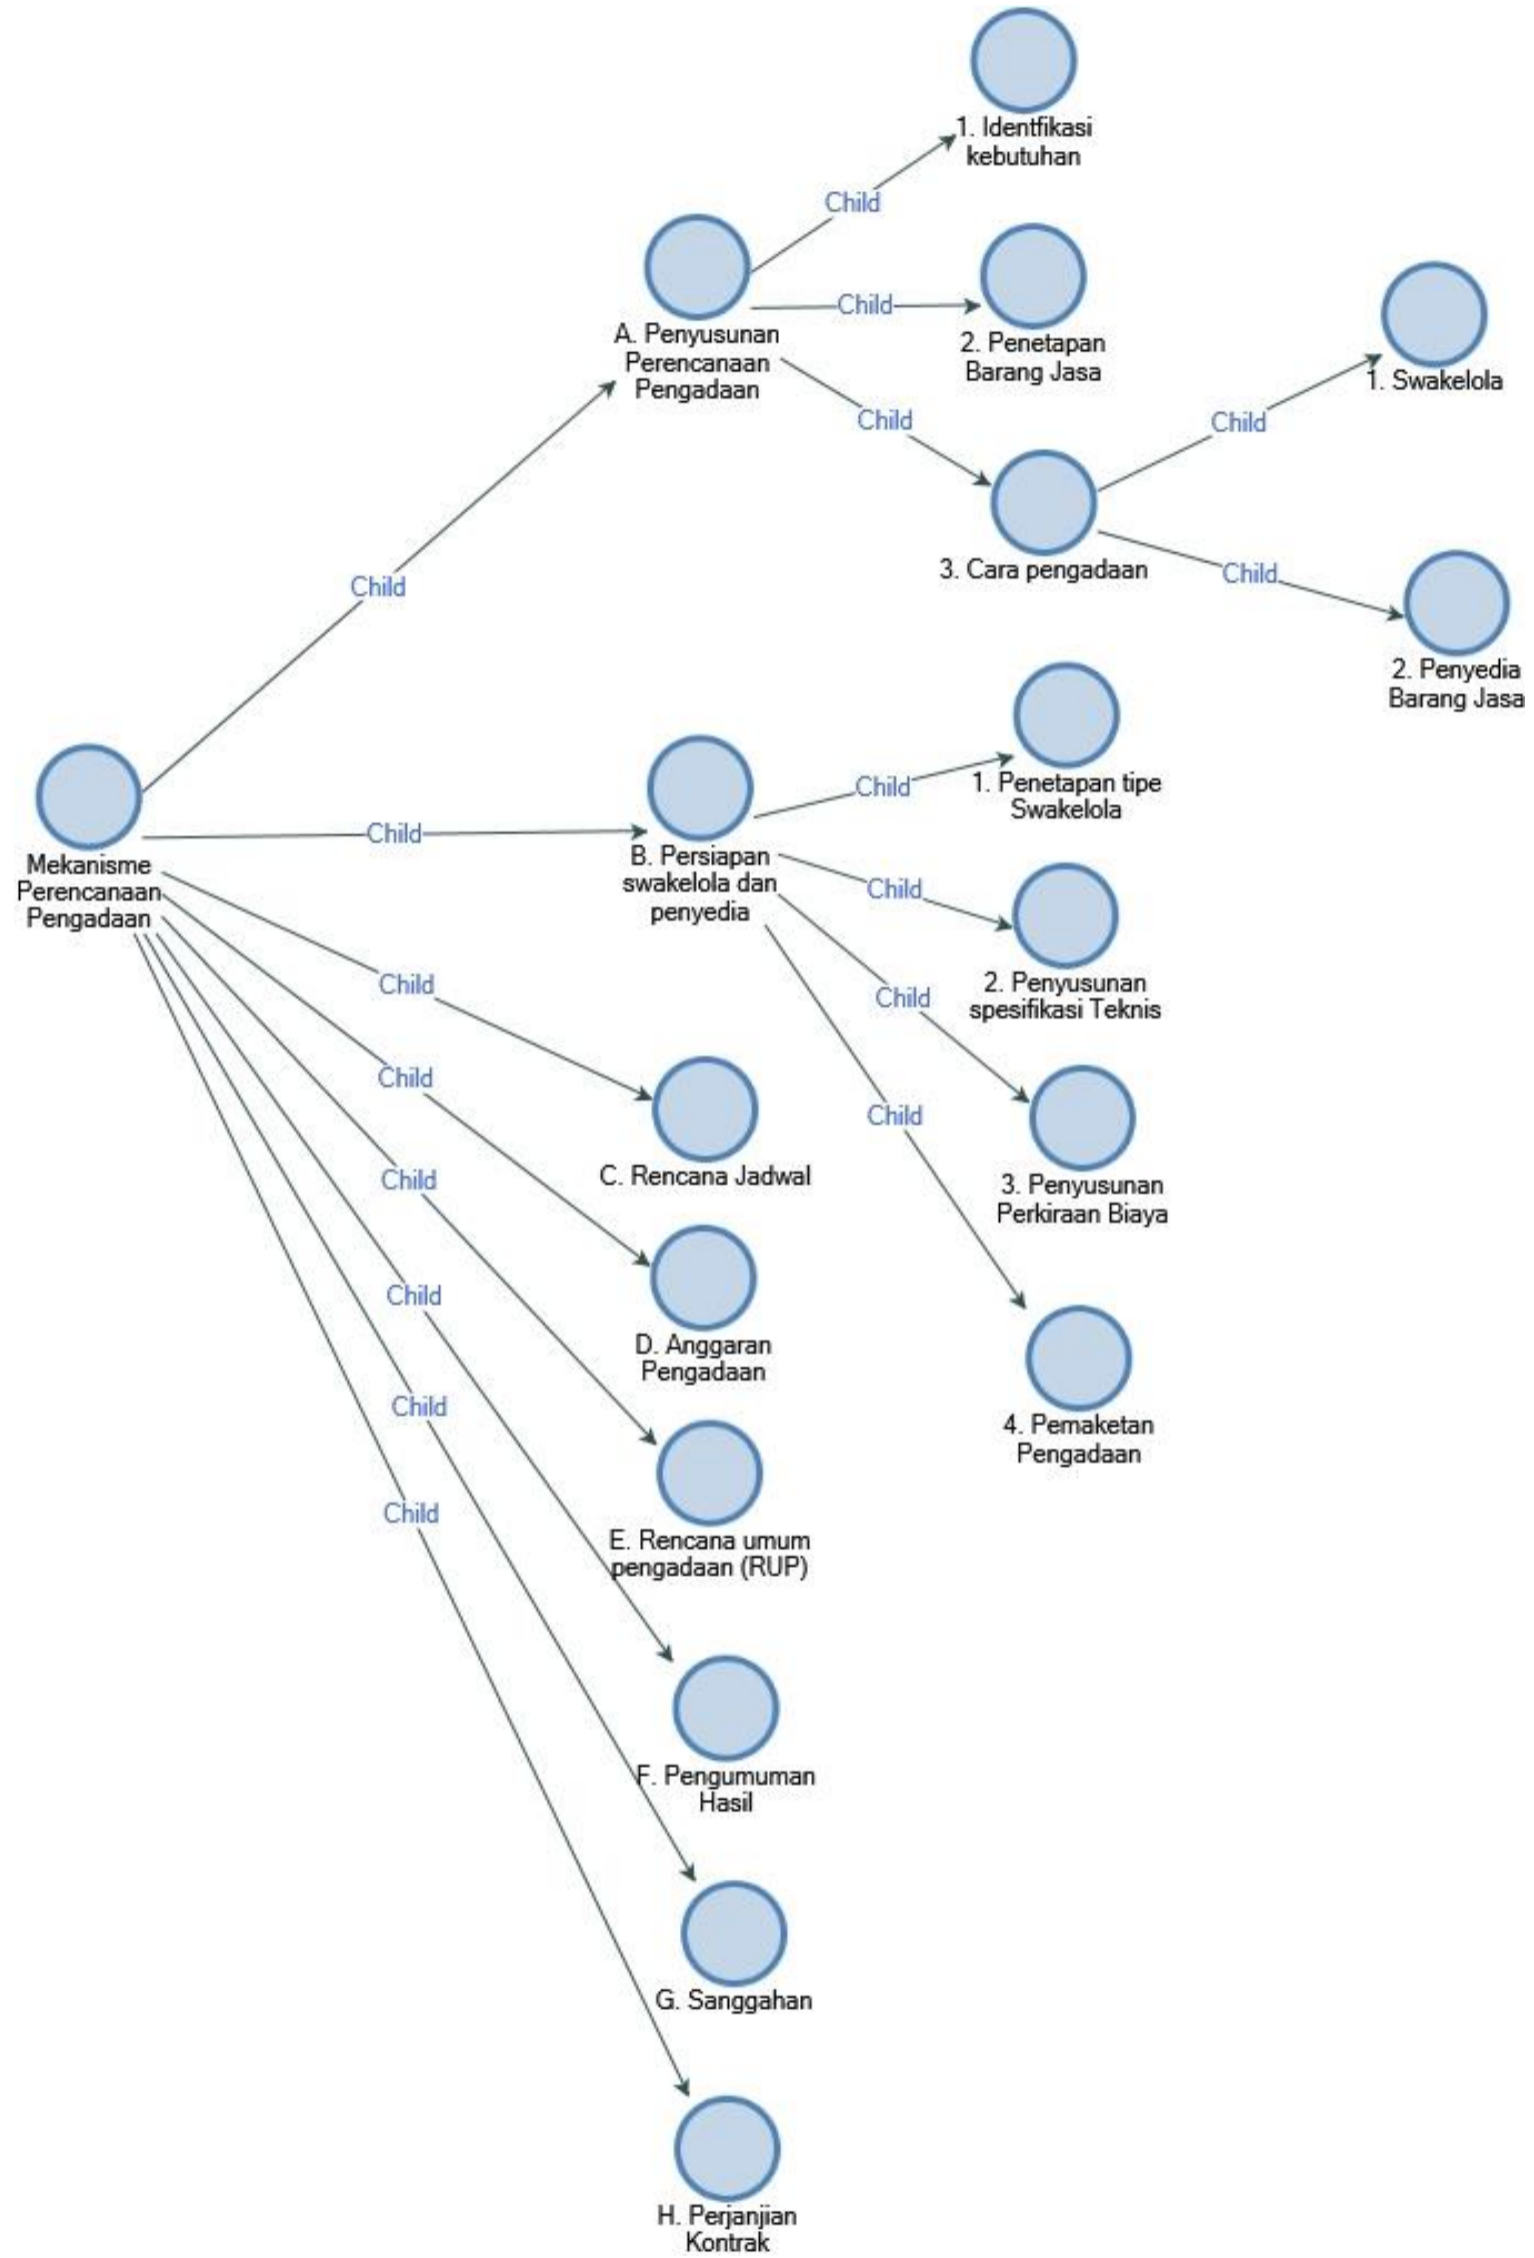 1. Identfikasi
kebutuhan
Child
A. Penyusunan
Perencanaan
Pengadaan
Child
2. Penetapan
Barang Jasa
Child
1. Swakelola
Child
3. Cara pengadaan
Child
2. Penyedia
Barang Jasa
Child
Mekanisme
Perencanaan
Pengadaan
Child
B. Persiapan
swakelola dan
penyedia
Child
1. Penetapan tipe
Swakelola
Child
2. Penyusunan
spesifikasi Teknis
Child
3. Penyusunan
Perkiraan Biaya
Child
4. Pemaketan
Pengadaan
Child
C. Rencana Jadwal
Child
D. Anggaran
Pengadaan
Child
E. Rencana umum
pengadaan (RUP)
Child
F. Pengumuman
Hasil
Child
G. Sanggahan
Child
H. Perjanjian
Kontrak